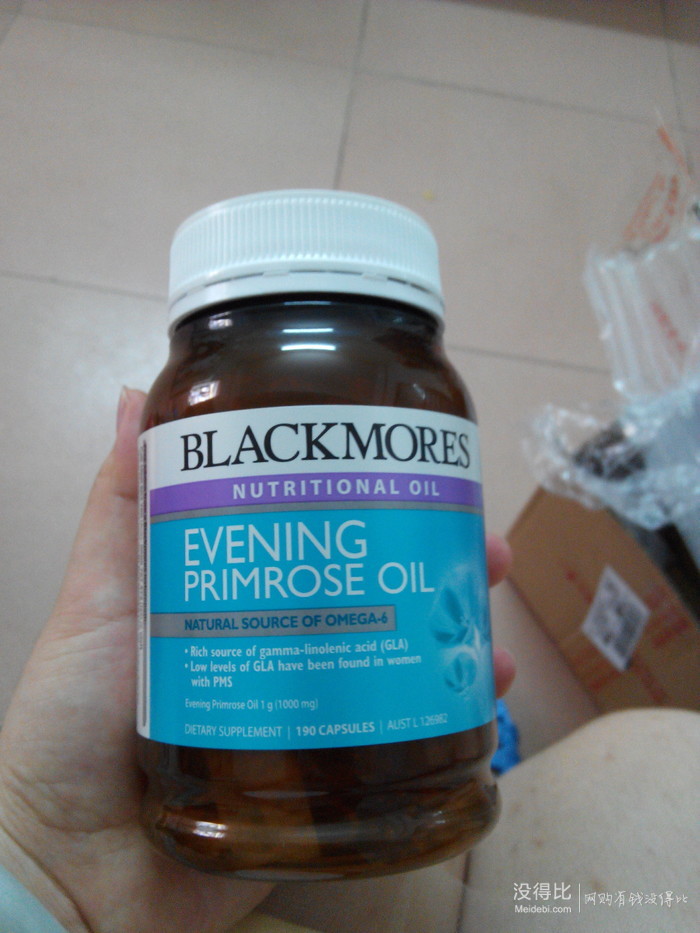 BLACKMORES
NUTRITIONAL OIL
EVENING
PRIMROSE OIL
NATURAL SOURCE OF OMEGA-6
• Rich source of gamma-linolenic acid (GLA)
• Low levels of GLA have been found in women
with PMS
Evening Primrose Oil 1 g (1000 mg)
DIETARY SUPPLEMENT | 190 CAPSULES | AUST L 126982
没得比
Meidebi.com
网购有钱没得比